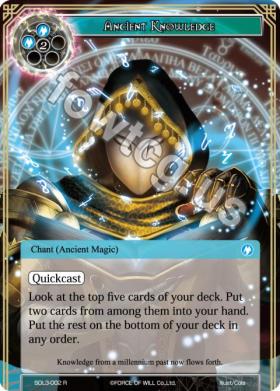 2
Ancient Knowledge
fowtcg.us
Chant (Ancient Magic)
Quickcast
Look at the top five cards of your deck. Put
two cards from among them into your hand.
Put the rest on the bottom of your deck in
any order.
Knowledge from a millennium past now flows forth.
SDL3-002 R
©FORCE OF WILL Co.,Ltd.
Illust/Cole